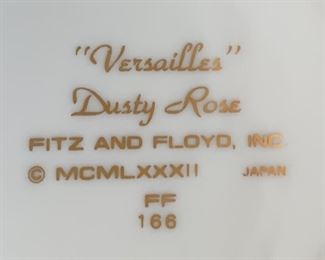 "Versailles"
Dusty Rose
FITZ AND FLOYD, INC.
© MCMLXXXII JAPAN
FF
166